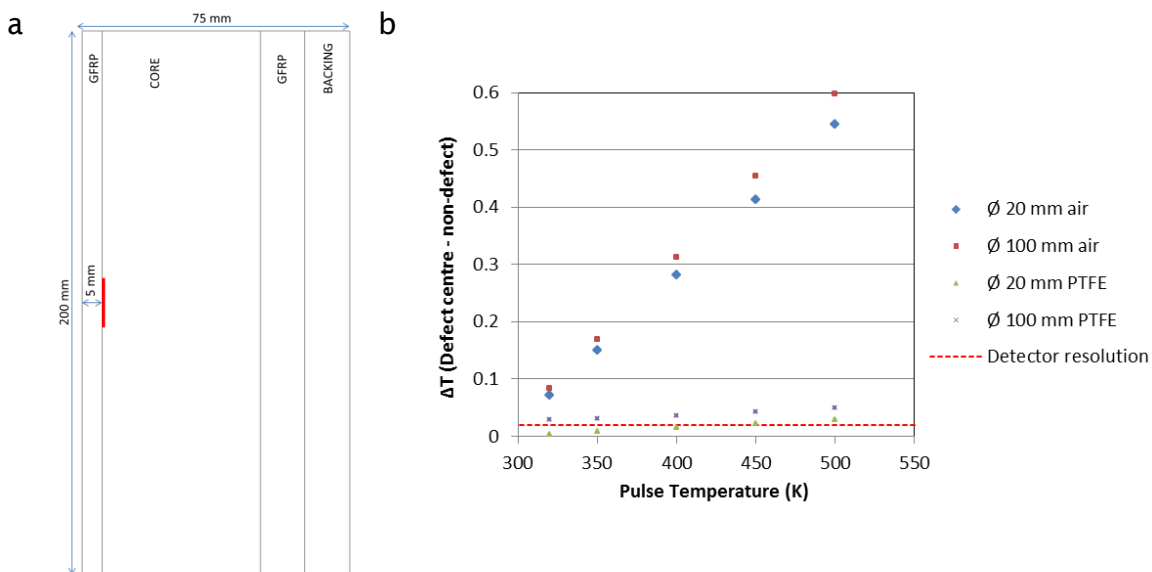 a
75 mm
GFRP
CORE
GFRP
BACKING
5 mm
200 mm
b
0.6
0.5
0.4
0.3
0.2
0.1
0
300
350
400
450
500
550
ΔT (Defect centre - non-defect)
Pulse Temperature (K)
Ø 20 mm air
Ø 100 mm air
Ø 20 mm PTFE
Ø 100 mm PTFE
Detector resolution